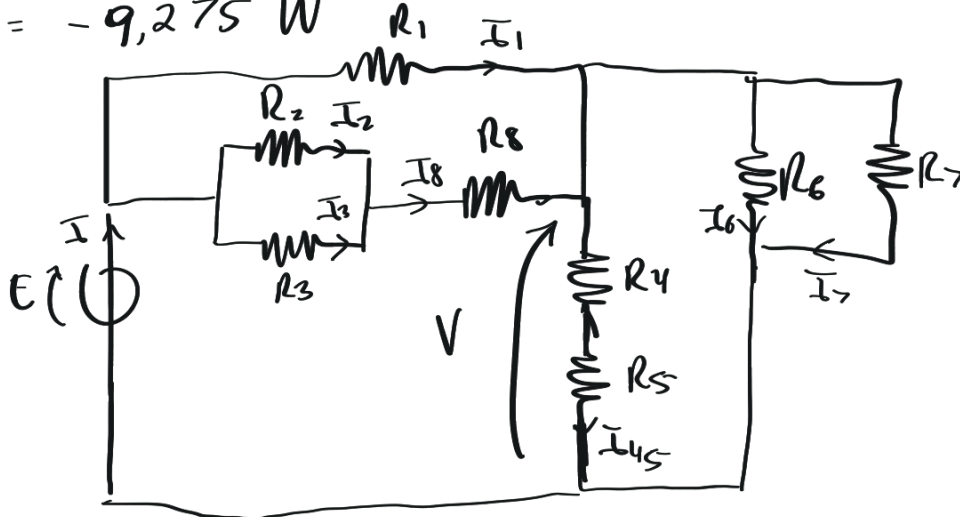 = - 9,275 W
R1 I1
R2 I2
R8
I8
I3
R3
R6
R7
I6
I7
I
E
V
R4
R5
I45